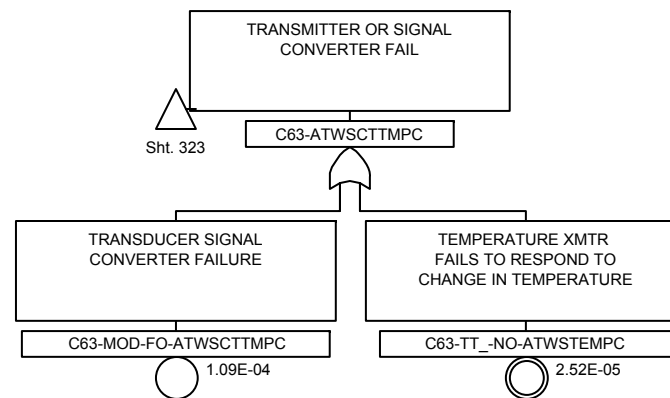 TRANSMITTER OR SIGNAL
CONVERTER FAIL
Sht. 323
C63-ATWSCTTMPC
TRANSDUCER SIGNAL
CONVERTER FAILURE
C63-MOD-FO-ATWSCTTMPC
1.09E-04
TEMPERATURE XMTR
FAILS TO RESPOND TO
CHANGE IN TEMPERATURE
C63-TT_-NO-ATWSTEMPC
2.52E-05